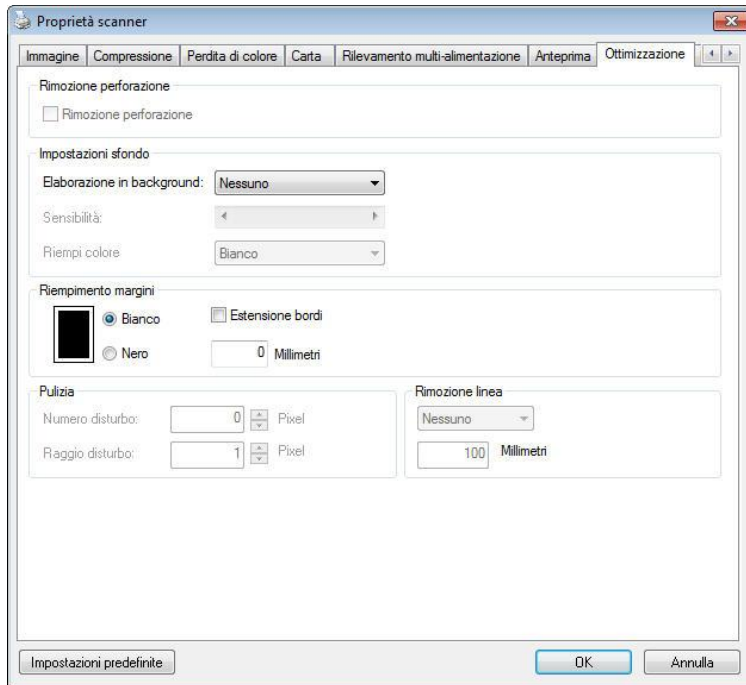 Proprietà scanner
Immagine Compressione Perdita di colore Carta Rilevamento multi-alimentazione Anteprima Ottimizzazione
Rimozione perforazione
Rimozione perforazione
Impostazioni sfondo
Elaborazione in background: Nessuno
Sensibilità:
Riempi colore Bianco
Riempimento margini
Bianco Estensione bordi
Nero 0 Millimetri
Pulizia Rimozione linea
Numero disturbo: 0 Pixel Nessuno
Raggio disturbo: 1 Pixel 100 Millimetri
Impostazioni predefinite OK Annulla